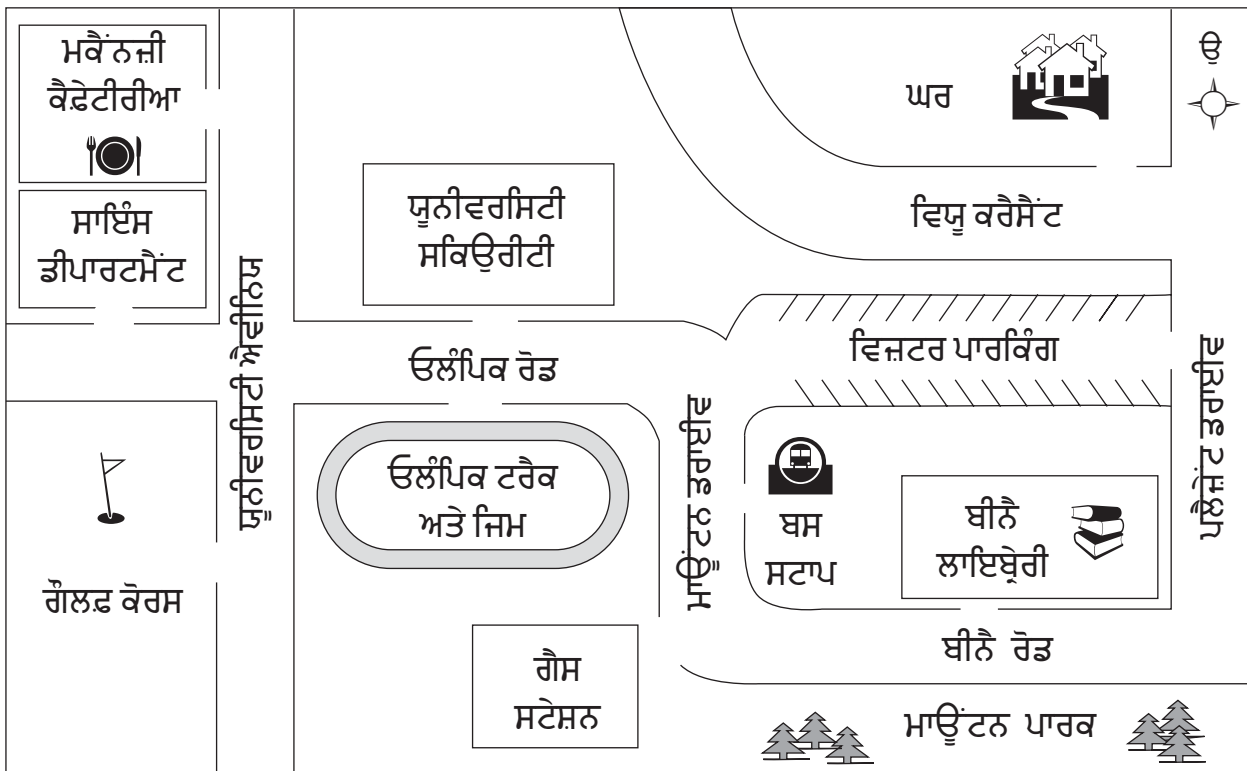 ਮਕੈਂਨਜ਼ੀ
ਕੈਫ਼ੇਟੀਰੀਆ
ਸਾਇੰਸ
ਡੀਪਾਰਟਮੈਂਟ
ਯੂਨੀਵਰਸਿਟੀ ਐਵੀਨਿਯ
ਗੌਲਫ਼ ਕੋਰਸ
ਯੂਨੀਵਰਸਿਟੀ
ਸਕਿਉਰੀਟੀ
ਓਲੰਪਿਕ ਰੋਡ
ਓਲੰਪਿਕ ਟਰੈਕ
ਅਤੇ ਜਿਮ
ਗੈਸ
ਸਟੇਸ਼ਨ
ਮਾਊਂਟਨ ਡਰਾਈਵ
ਘਰ
ੳ
ਵਿਯੂ ਕਰੈਸੈਂਟ
ਵਿਜ਼ਟਰ ਪਾਰਕਿੰਗ
ਬਸ
ਸਟਾਪ
ਬੀਨੈ
ਲਾਇਬ੍ਰੇਰੀ
ਪਲੈਜ਼ੇਂਟ ਡਰਾਈਵ
ਬੀਨੈ ਰੋਡ
ਮਾਊਂਟਨ ਪਾਰਕ